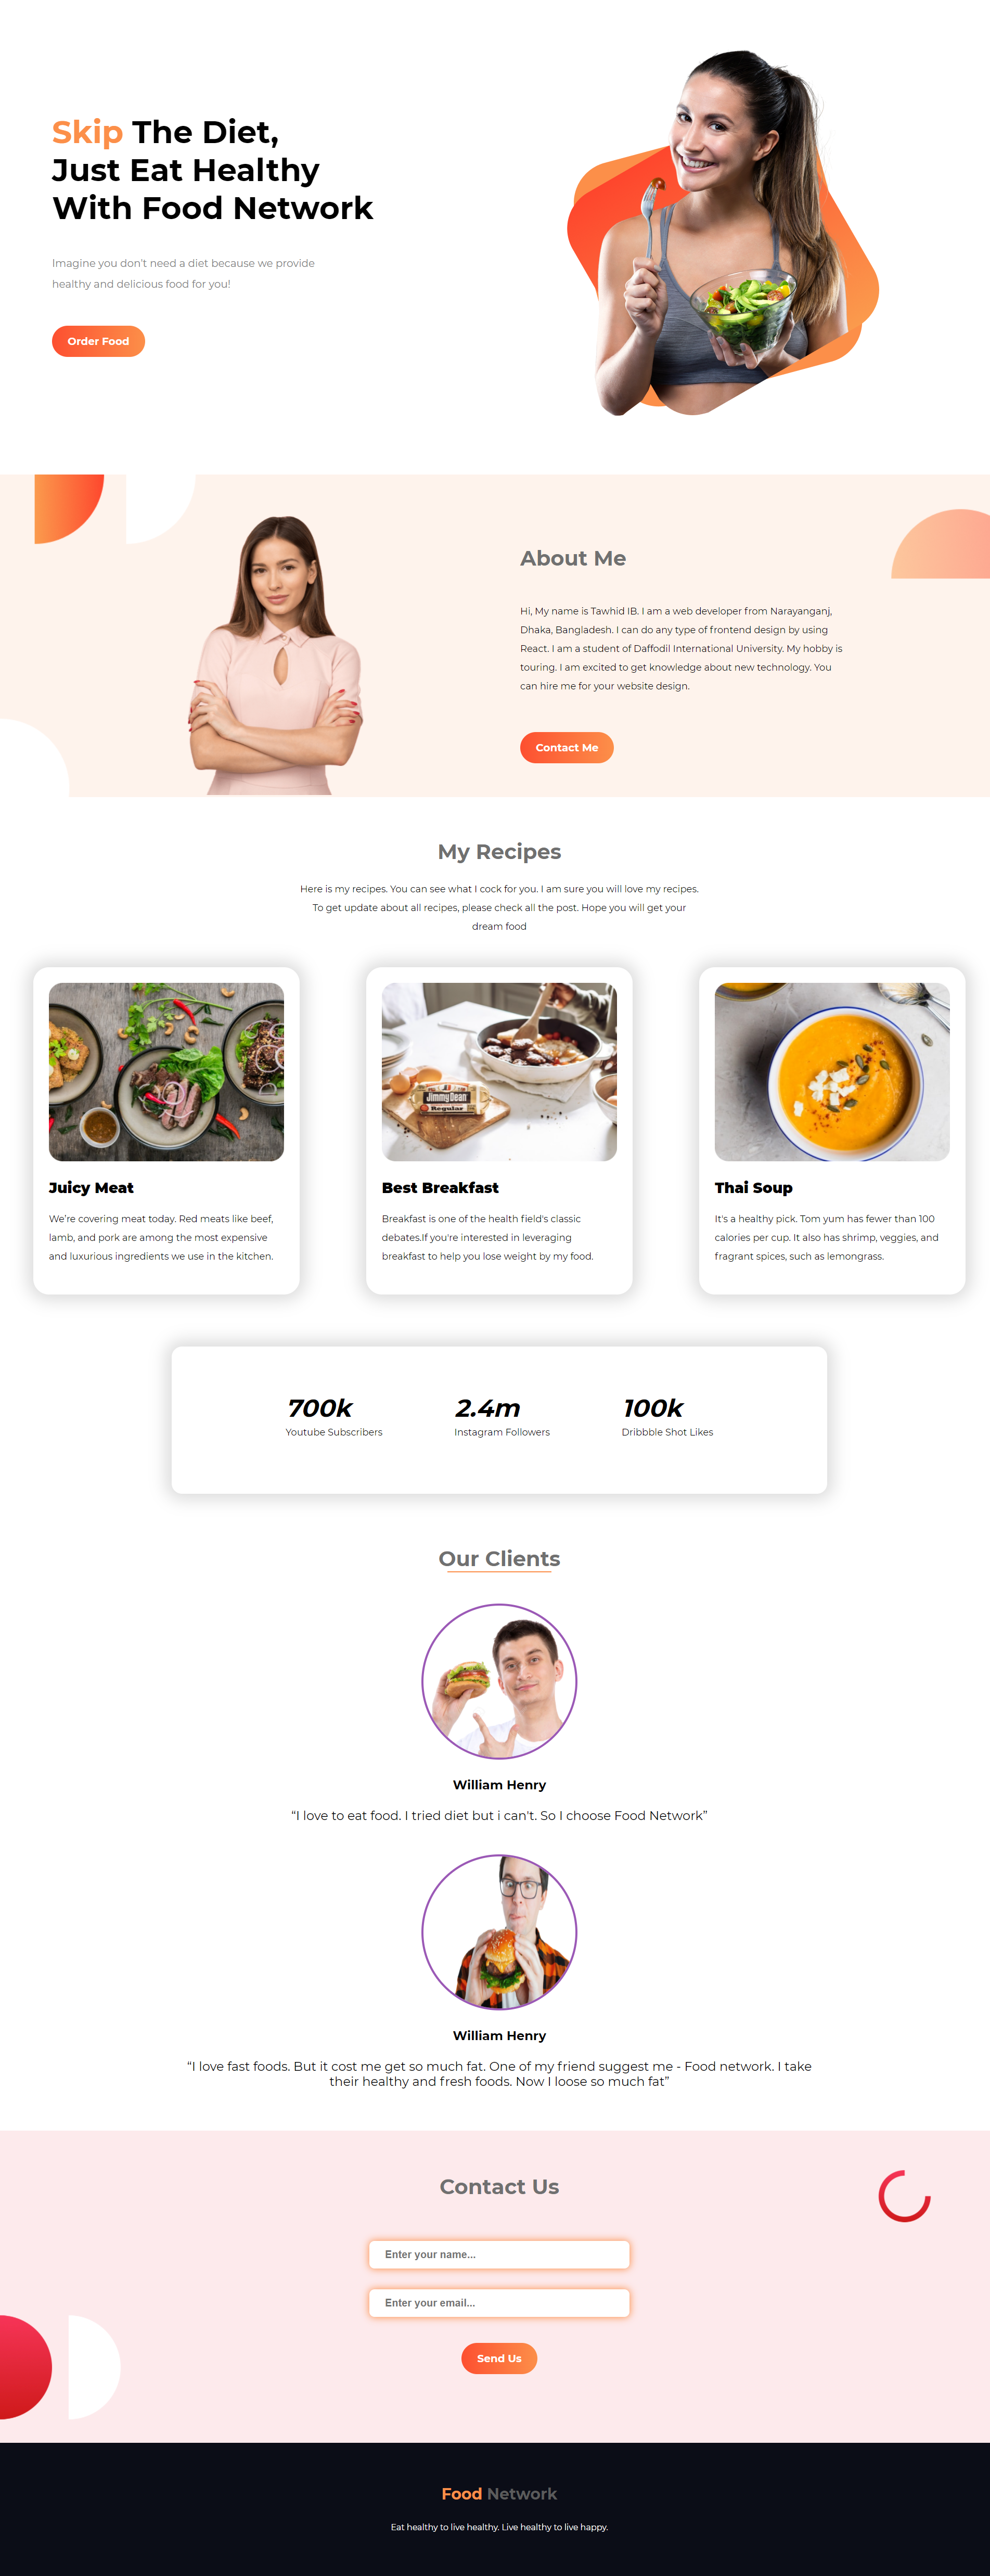 Skip The Diet,
Just Eat Healthy
With Food Network
Imagine you don't need a diet because we provide
healthy and delicious food for you!
Order Food
About Me
Hi, My name is Tawhid IB. I am a web developer from Narayanganj,
Dhaka, Bangladesh. I can do any type of frontend design by using
React. I am a student of Daffodil International University. My hobby is
touring. I am excited to get knowledge about new technology. You
can hire me for your website design.
Contact Me
My Recipes
Here is my recipes. You can see what I cock for you. I am sure you will love my recipes.
To get update about all recipes, please check all the post. Hope you will get your
dream food
Jimmy Dean
Regular
Juicy Meat
We’re covering meat today. Red meats like beef,
lamb, and pork are among the most expensive
and luxurious ingredients we use in the kitchen.
Best Breakfast
Breakfast is one of the health field's classic
debates.If you're interested in leveraging
breakfast to help you lose weight by my food.
Thai Soup
It's a healthy pick. Tom yum has fewer than 100
calories per cup. It also has shrimp, veggies, and
fragrant spices, such as lemongrass.
700k
Youtube Subscribers
2.4m
Instagram Followers
100k
Dribbble Shot Likes
Our Clients
William Henry
“I love to eat food. I tried diet but i can't. So I choose Food Network”
William Henry
“I love fast foods. But it cost me get so much fat. One of my friend suggest me - Food network. I take
their healthy and fresh foods. Now I loose so much fat”
Contact Us
Enter your name...
Enter your email...
Send Us
Food Network
Eat healthy to live healthy. Live healthy to live happy.